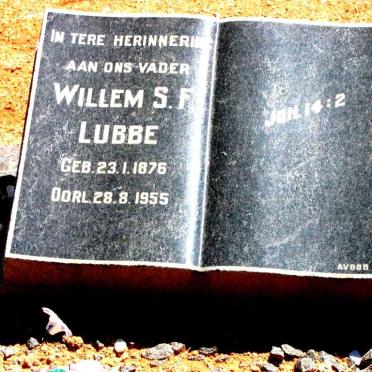 IN TERE HERINNERING
AAN ONS VADER
WILLEM S. F.
LUBBE
GEB. 23.1.1876
OORL. 28.8.1955
JOH. 14:2
AVBBB